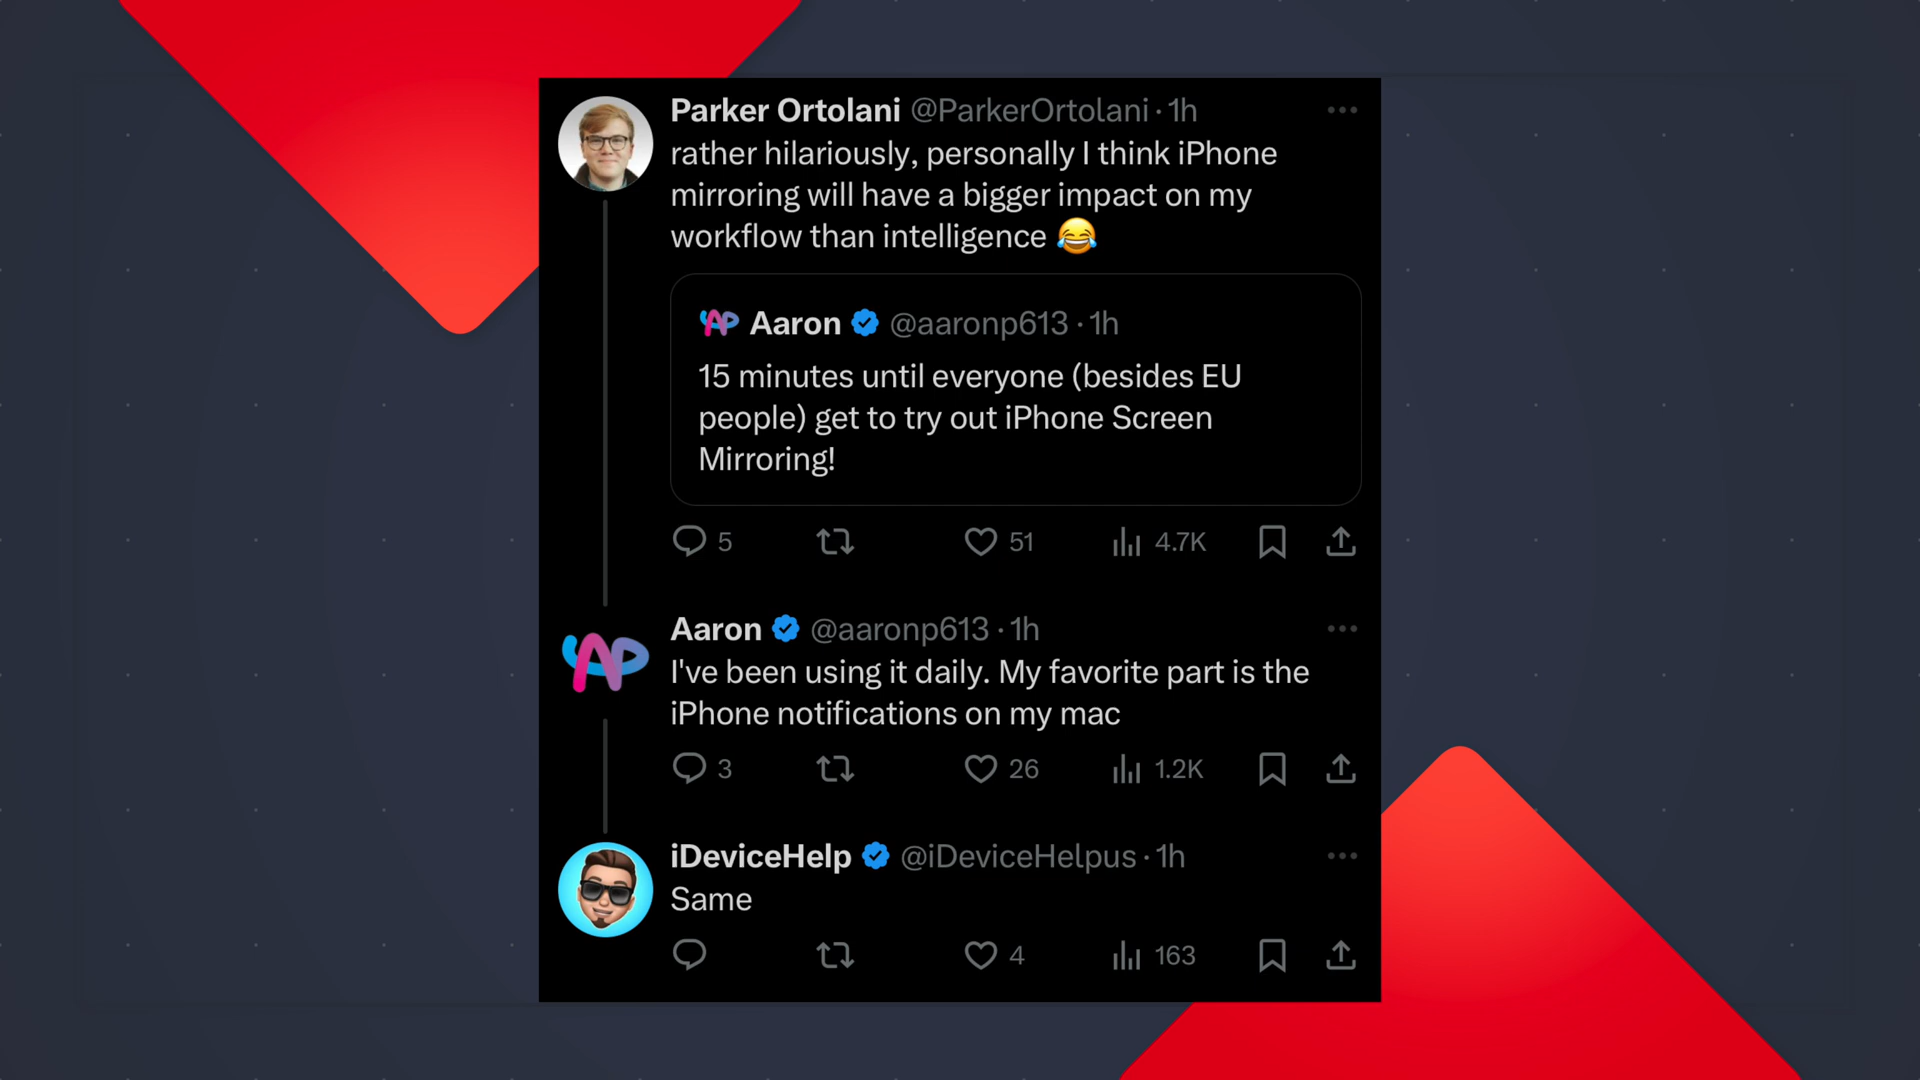 Parker Ortolani @ParkerOrtolani · 1h
rather hilariously, personally I think iPhone
mirroring will have a bigger impact on my
workflow than intelligence 😂
AP Aaron @aaronp613 · 1h
15 minutes until everyone (besides EU
people) get to try out iPhone Screen
Mirroring!
5 51 4.7K
AP
Aaron @aaronp613 · 1h
I've been using it daily. My favorite part is the
iPhone notifications on my mac
3 26 1.2K
iDeviceHelp @iDeviceHelpus · 1h
Same
4 163